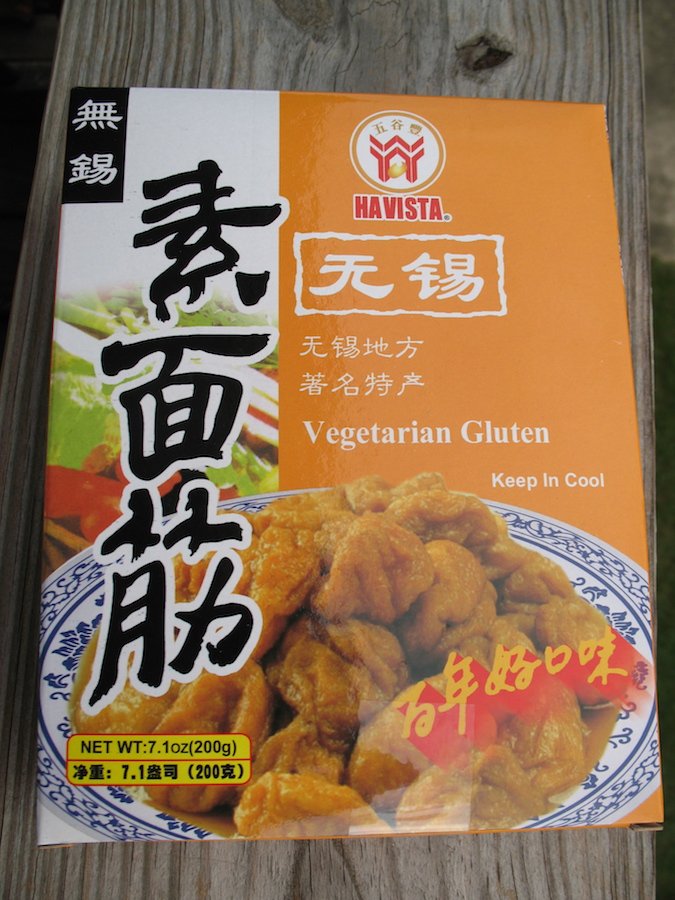 無錫
素面筋
五谷豐
HAVISTA®
无锡
无锡地方
著名特产
Vegetarian Gluten
Keep In Cool
百年好口味
NET WT:7.1oz(200g)
净重：7.1盎司（200克）